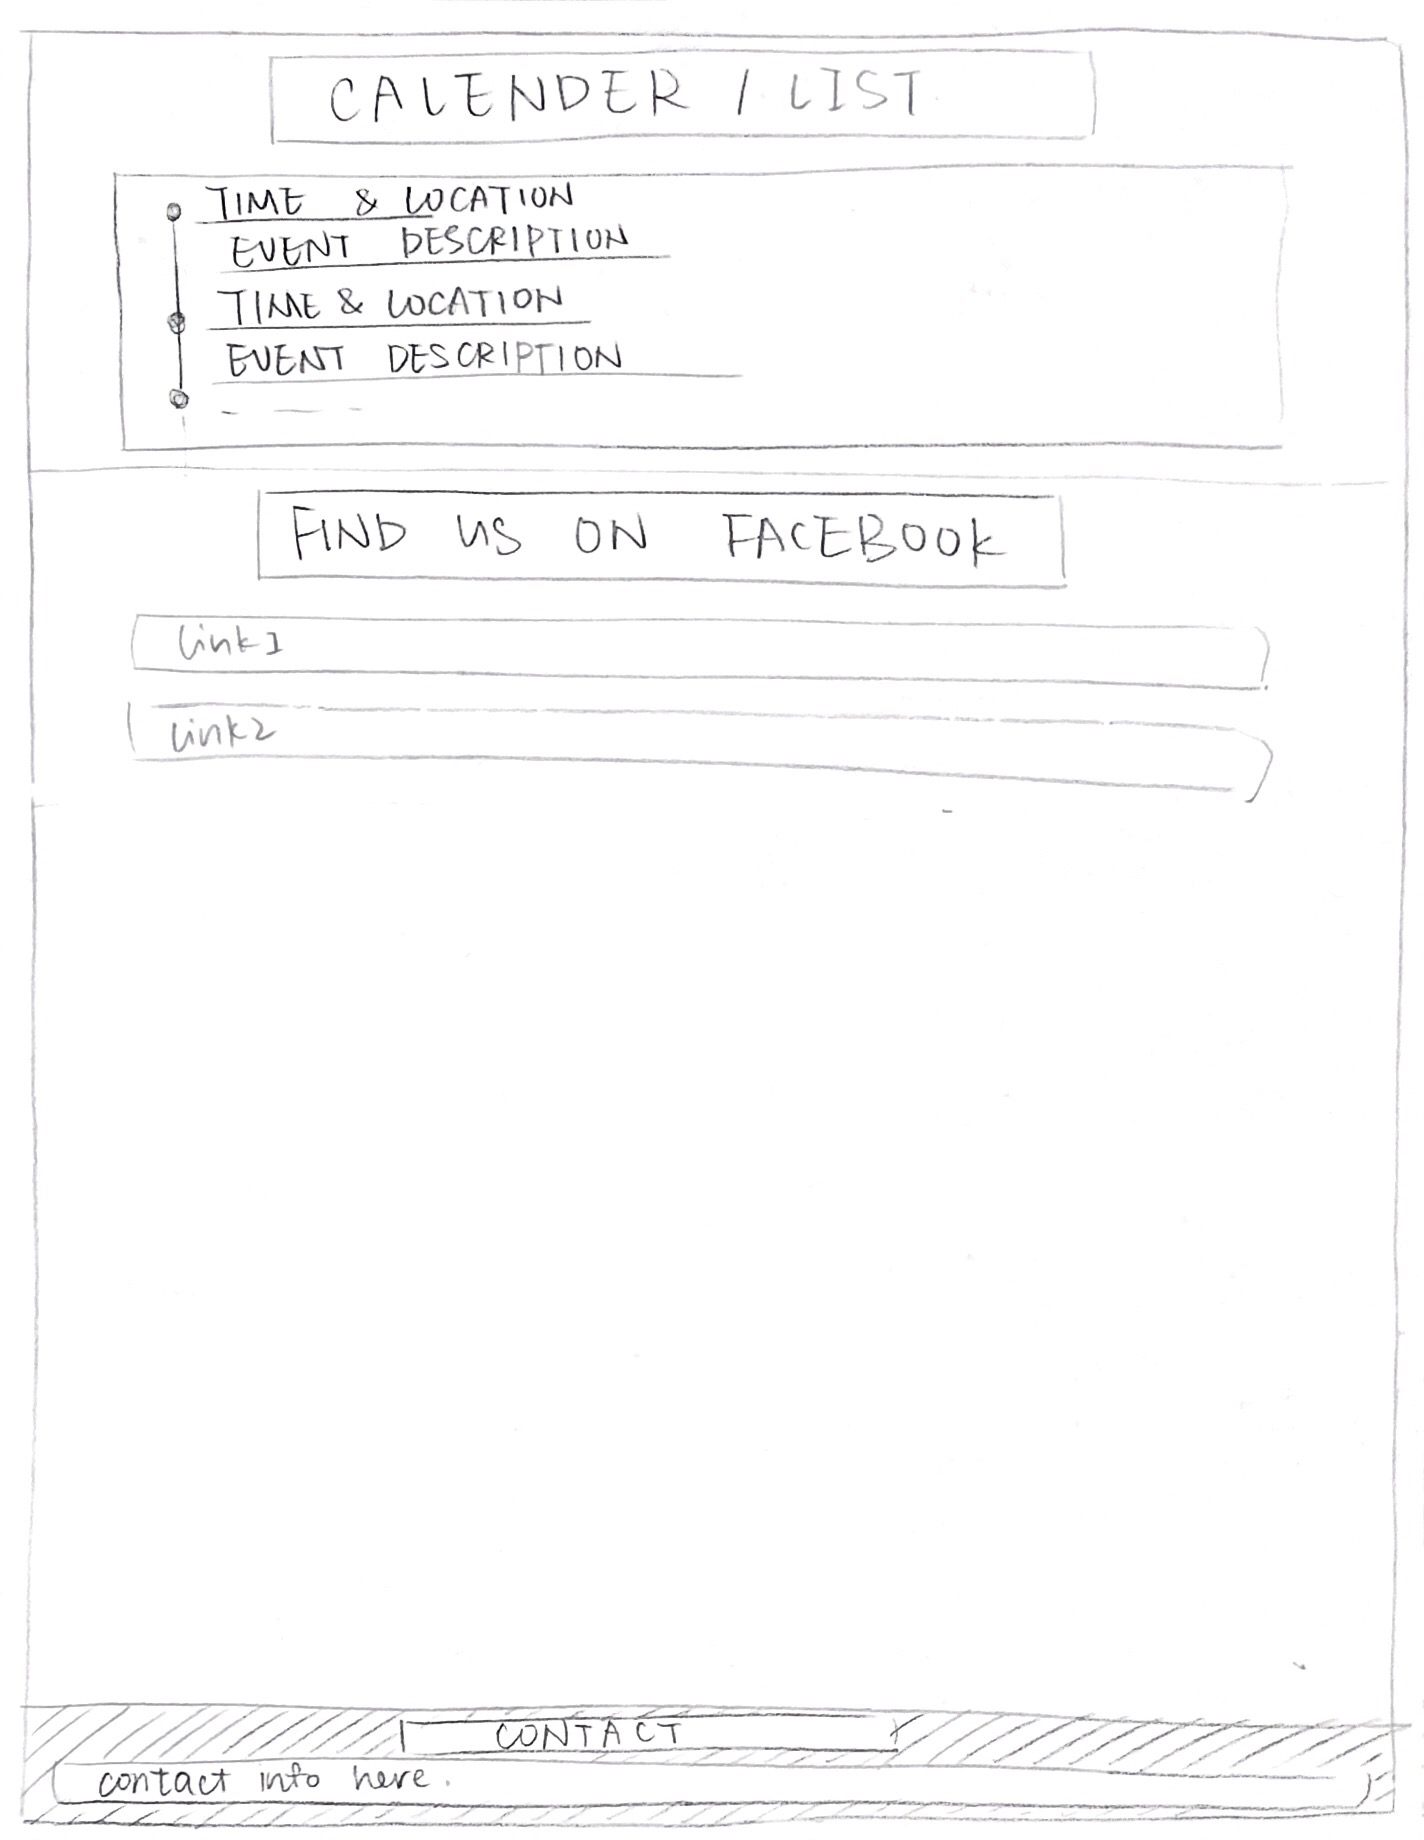 CALENDER / LIST
TIME & LOCATION
EVENT DESCRIPTION
TIME & LOCATION
EVENT DESCRIPTION
FIND US ON FACEBOOK
link1
link2
CONTACT
contact info here.